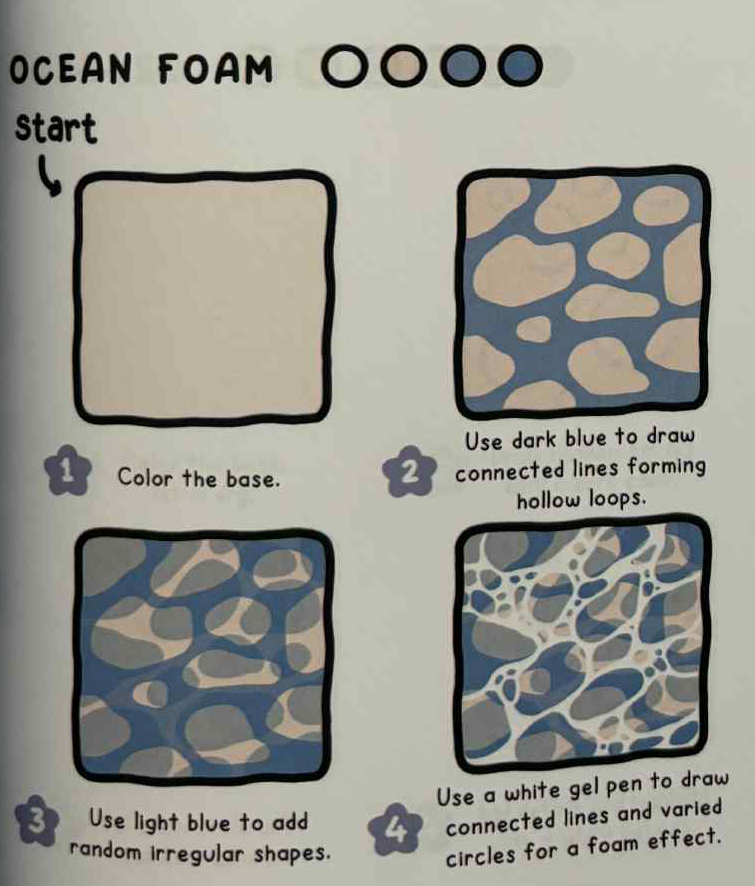 OCEAN FOAM
start
1
Color the base.
2
Use dark blue to draw
connected lines forming
hollow loops.
3
Use light blue to add
random irregular shapes.
4
Use a white gel pen to draw
connected lines and varied
circles for a foam effect.